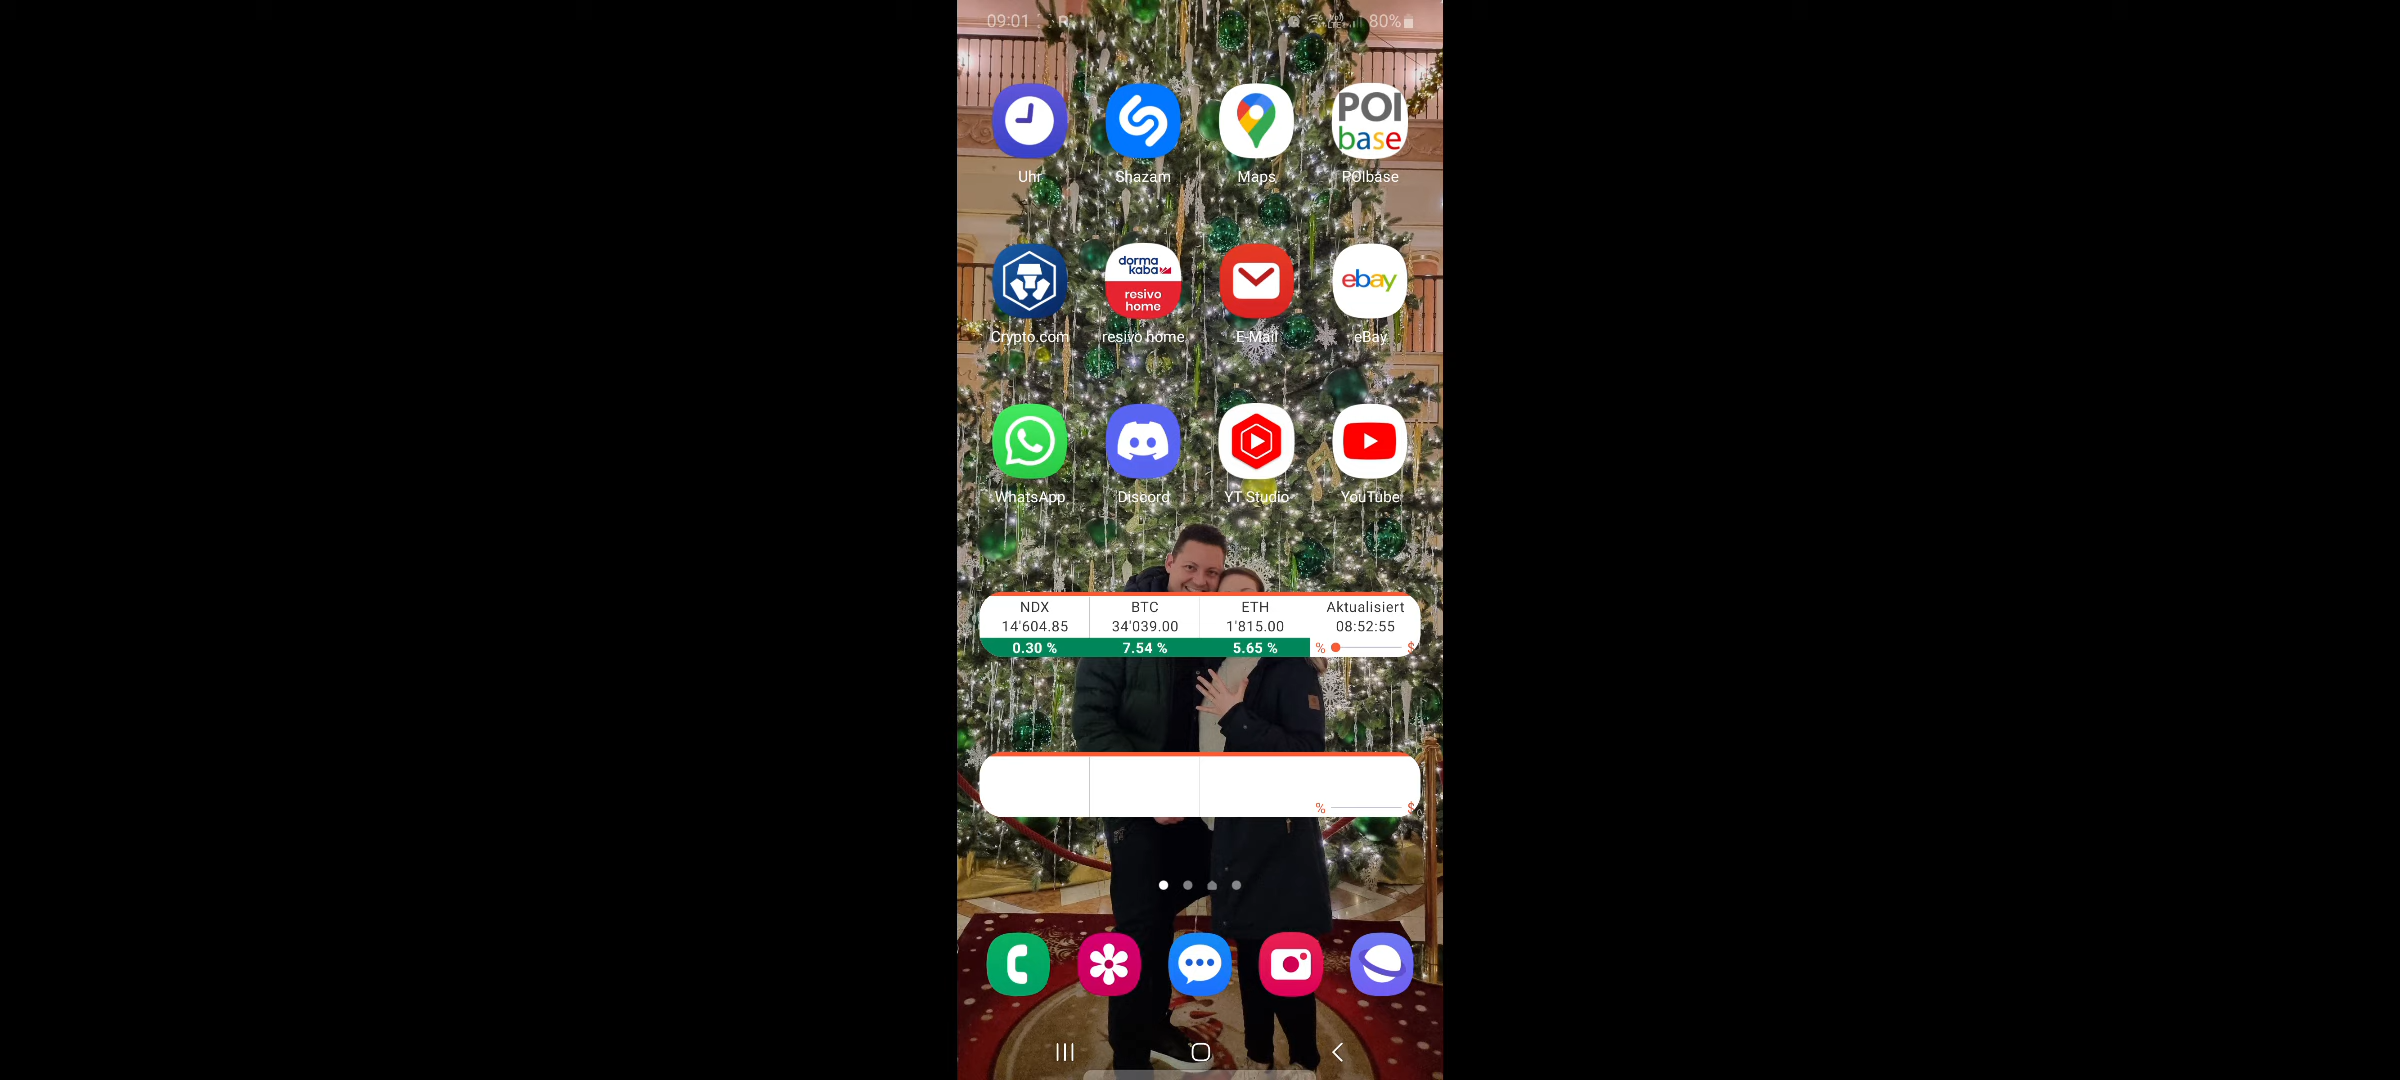 09:01 R 80%
POI
base
Uhr Shazam Maps POIbase
dorma
kaba
resivo
home
ebay
Crypto.com resivo home E-Mail eBay
WhatsApp Discord YT Studio YouTube
NDX BTC ETH Aktualisiert
14'604.85 34'039.00 1'815.00 08:52:55
0.30 % 7.54 % 5.65 % % $
% $